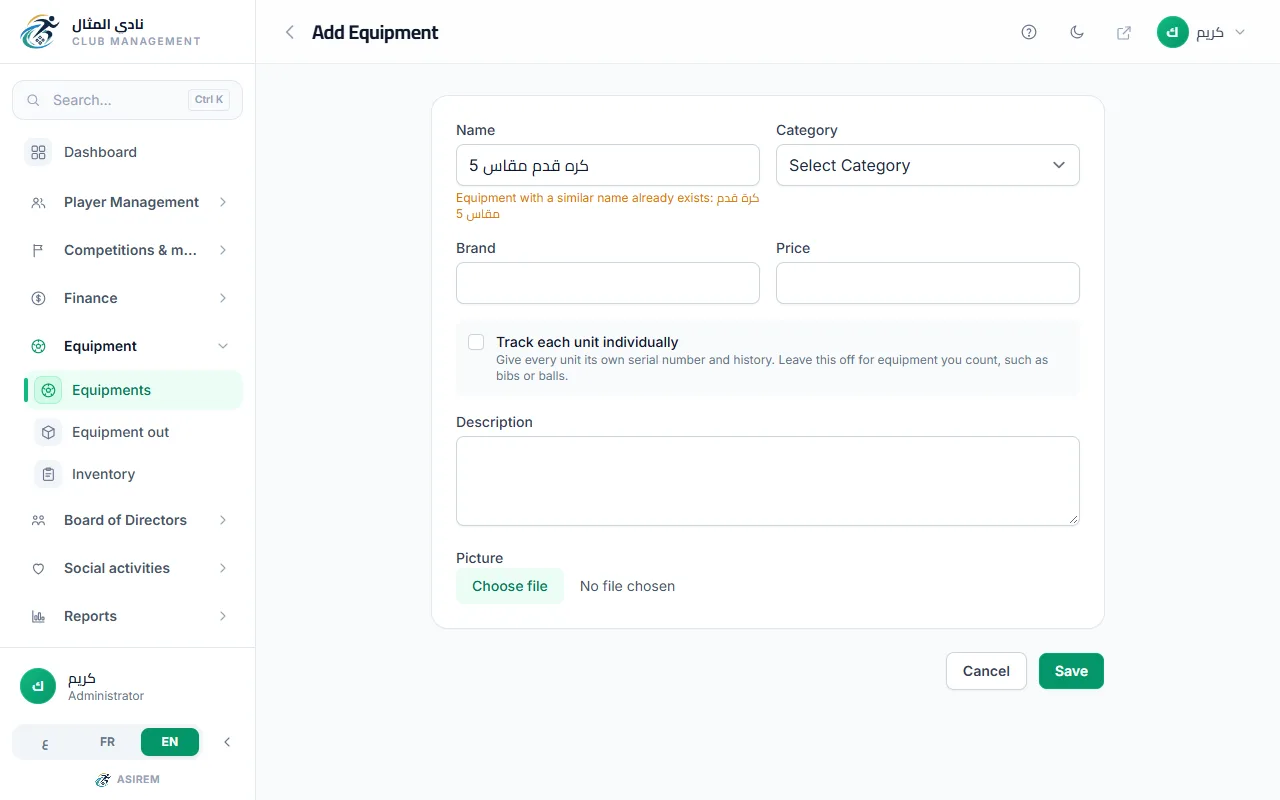 نادي المثال
CLUB MANAGEMENT
Search...
Ctrl K
Dashboard
Player Management
Competitions & m...
Finance
Equipment
Equipments
Equipment out
Inventory
Board of Directors
Social activities
Reports
ك
كريم
Administrator
ع
FR
EN
ASIREM
Add Equipment
ك
كريم
Name
كره قدم مقاس 5
Equipment with a similar name already exists: كرة قدم
مقاس 5
Category
Select Category
Brand
Price
Track each unit individually
Give every unit its own serial number and history. Leave this off for equipment you count, such as
bibs or balls.
Description
Picture
Choose file
No file chosen
Cancel
Save